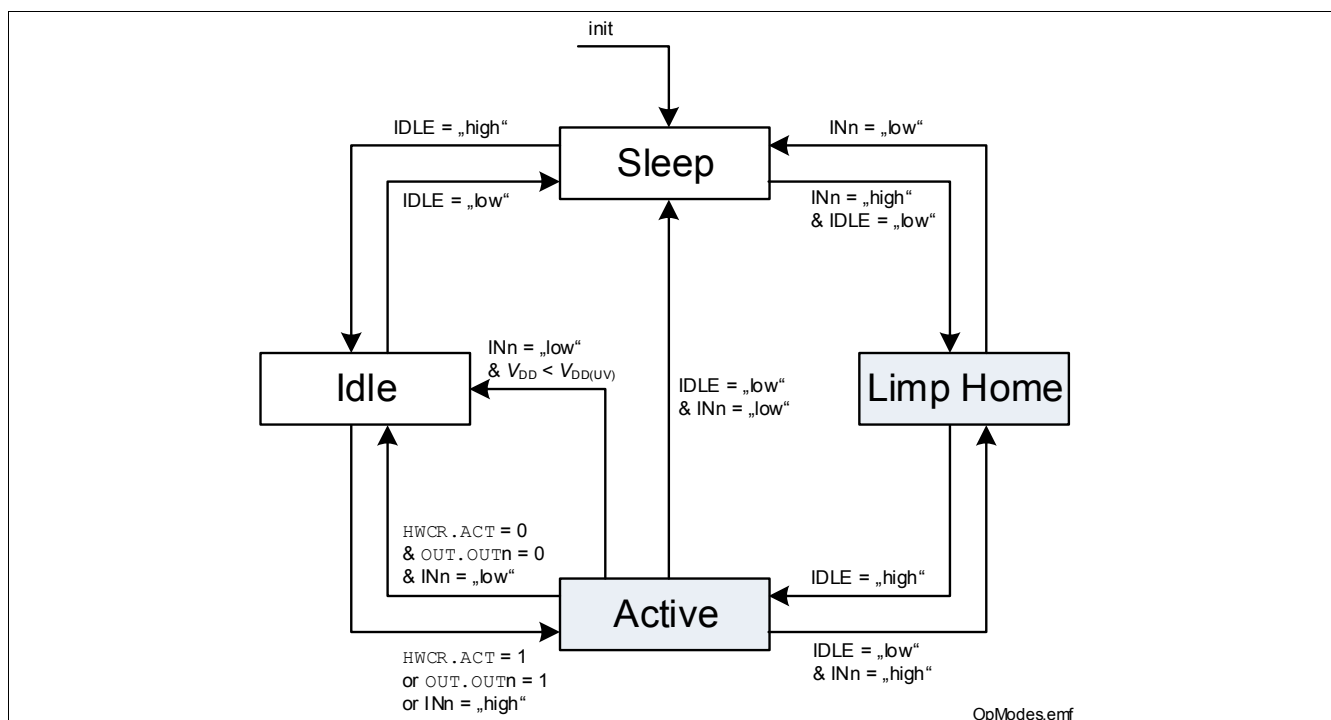 init
IDLE = „high“
INn = „low“
Sleep
IDLE = „low“
INn = „high“
& IDLE = „low“
INn = „low“
& VDD < VDD(UV)
Idle
IDLE = „low“
& INn = „low“
Limp Home
HWCR.ACT = 0
& OUT.OUTn = 0
& INn = „low“
IDLE = „high“
Active
HWCR.ACT = 1
or OUT.OUTn = 1
or INn = „high“
IDLE = „low“
& INn = „high“
OpModes.emf